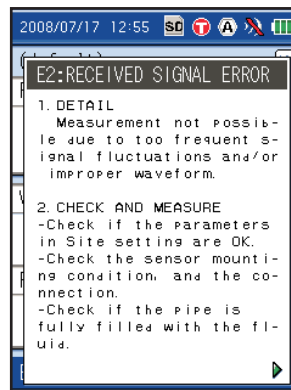 2008/07/17 12:55 SD T A
E2:RECEIVED SIGNAL ERROR
1. DETAIL
Measurement not possib-
le due to too frequent s-
ignal fluctuations and/or
improper waveform.
2. CHECK AND MEASURE
-Check if the parameters
in Site setting are OK.
-Check the sensor mounti-
ng condition, and the co-
nnection.
-Check if the pipe is
fully filled with the fl-
uid.